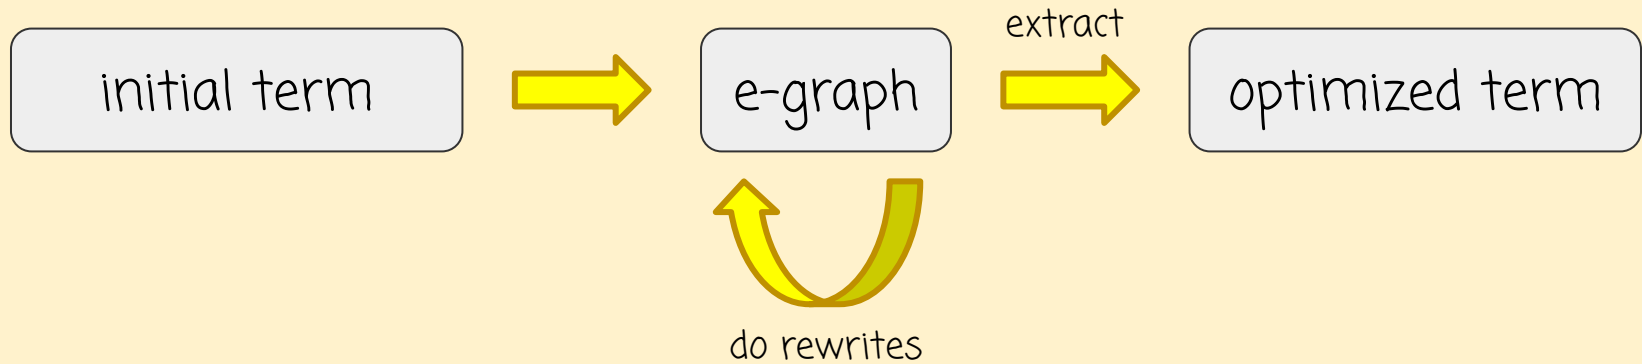 extract
initial term
e-graph
optimized term
do rewrites